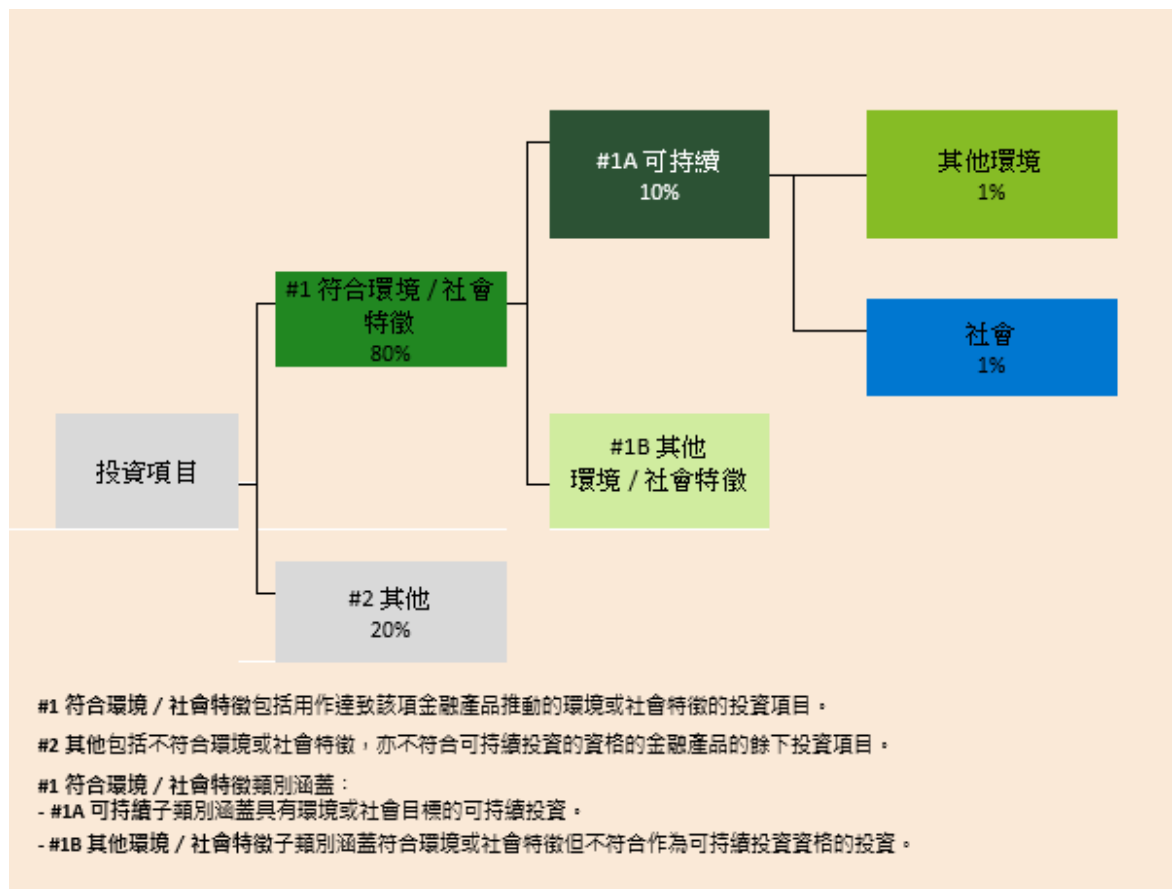 #1A 可持續
10%
其他環境
1%
#1 符合環境 / 社會
特徵
80%
社會
1%
投資項目
#1B 其他
環境 / 社會特徵
#2 其他
20%
#1 符合環境 / 社會特徵包括用作達致該項金融產品推動的環境或社會特徵的投資項目。
#2 其他包括不符合環境或社會特徵，亦不符合可持續投資的資格的金融產品的餘下投資項目。
#1 符合環境 / 社會特徵類別涵蓋：
- #1A 可持續子類別涵蓋具有環境或社會目標的可持續投資。
- #1B 其他環境 / 社會特徵子類別涵蓋符合環境或社會特徵但不符合作為可持續投資資格的投資。